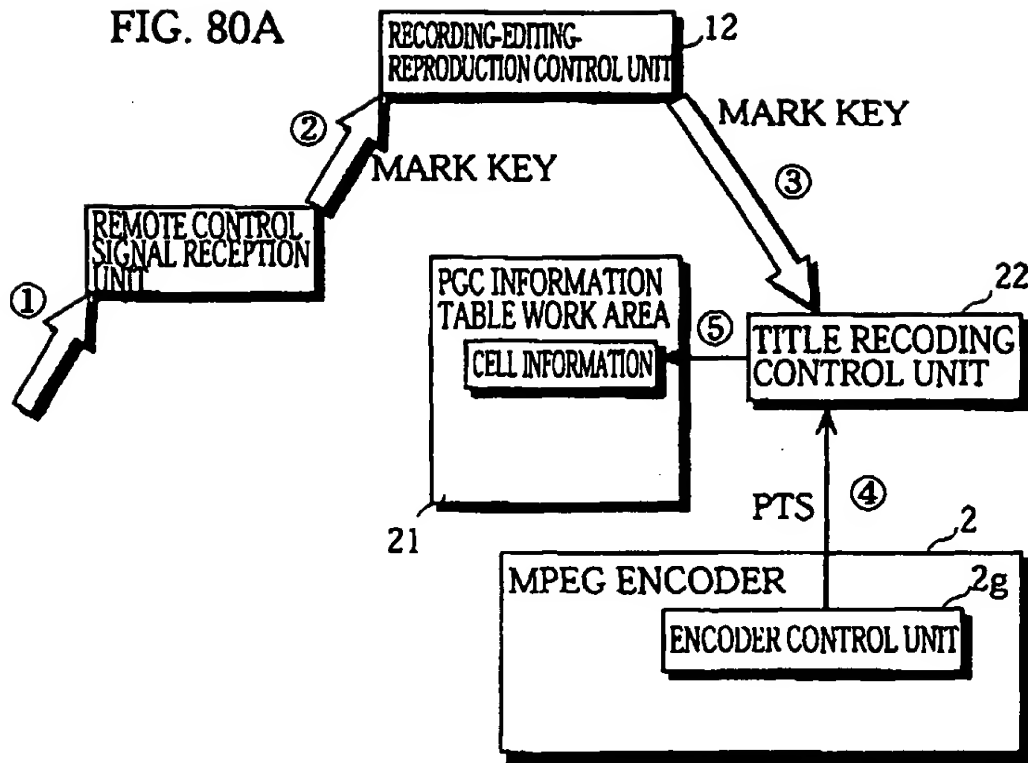 FIG. 80A
RECORDING-EDITING-
REPRODUCTION CONTROL UNIT
12
②
MARK KEY
MARK KEY
③
REMOTE CONTROL
SIGNAL RECEPTION
UNIT
①
PGC INFORMATION
TABLE WORK AREA
CELL INFORMATION
⑤
22
TITLE RECODING
CONTROL UNIT
21
PTS
④
2
MPEG ENCODER
2g
ENCODER CONTROL UNIT